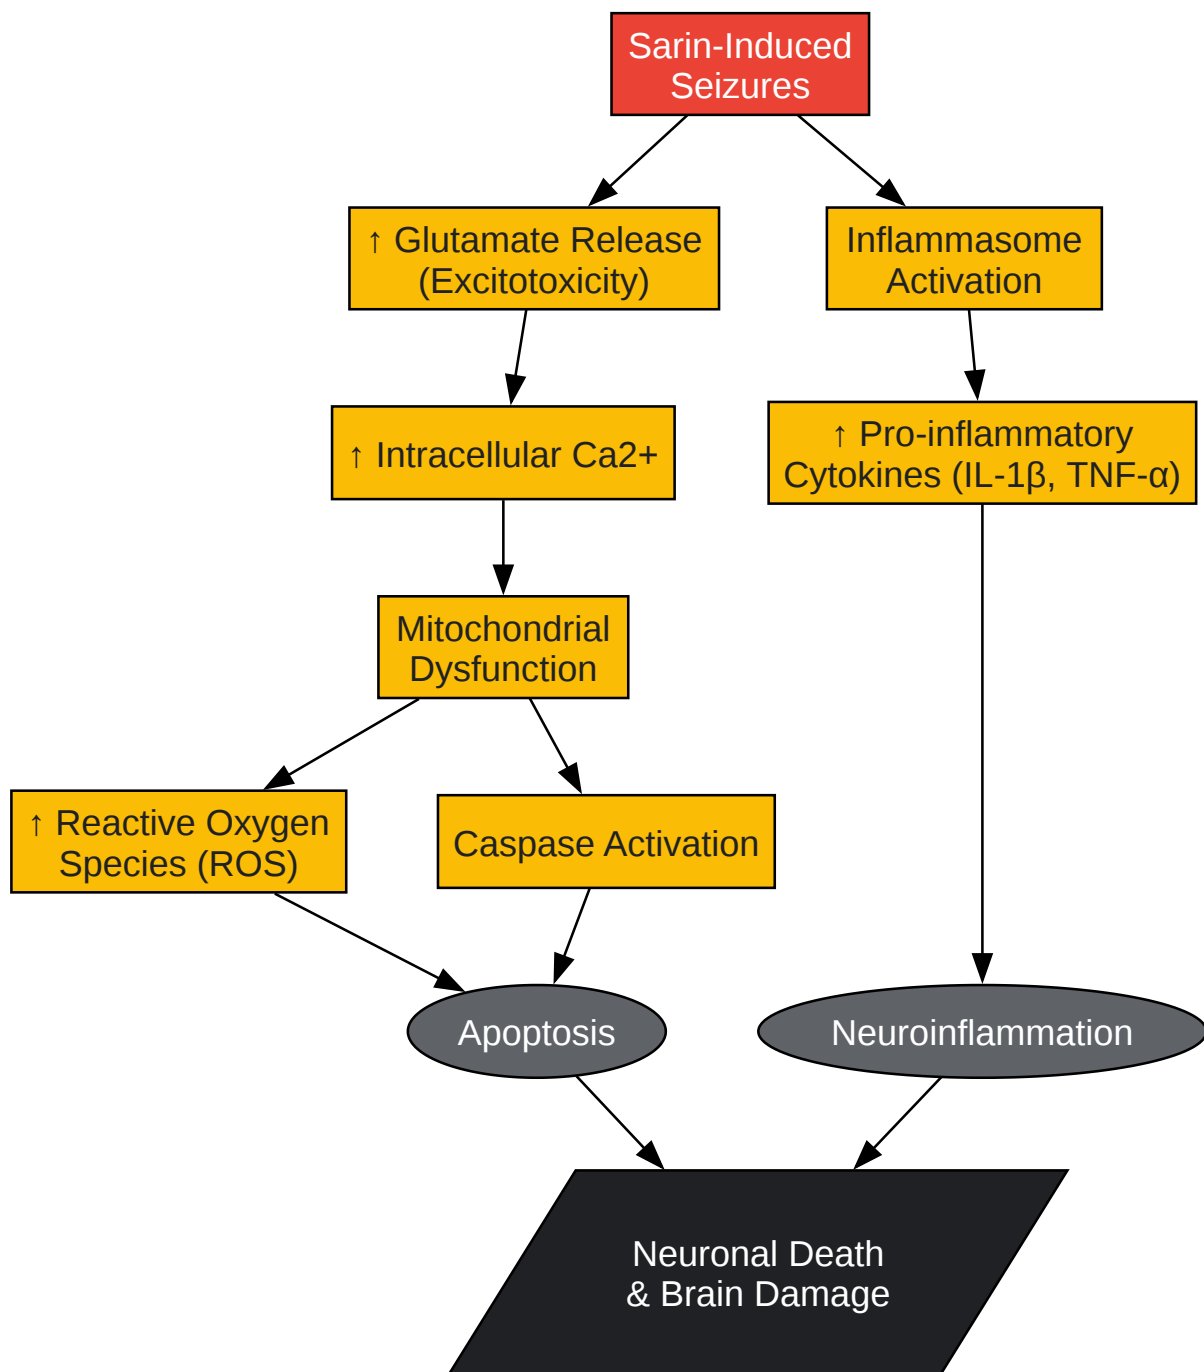 Sarin-Induced
Seizures
↑ Glutamate Release
(Excitotoxicity)
Inflammasome
Activation
↑ Intracellular Ca2+
↑ Pro-inflammatory
Cytokines (IL-1β, TNF-α)
Mitochondrial
Dysfunction
↑ Reactive Oxygen
Species (ROS)
Caspase Activation
Apoptosis
Neuroinflammation
Neuronal Death
& Brain Damage